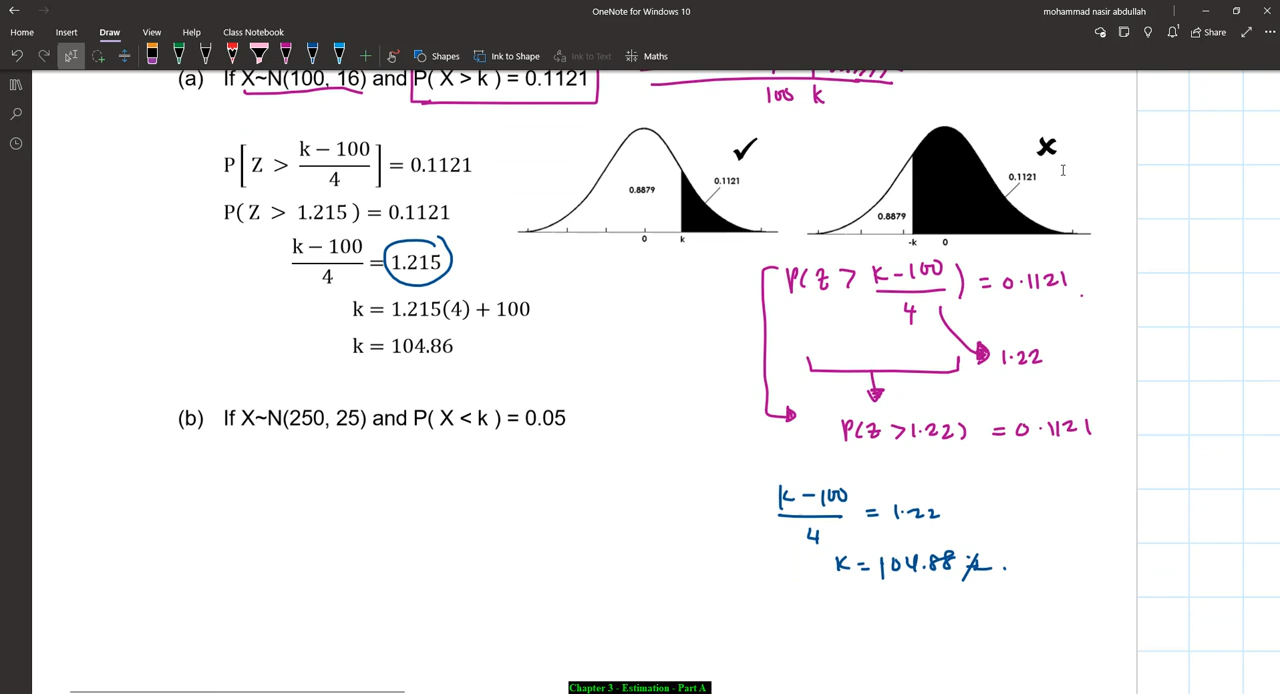 OneNote for Windows 10
mohammad nasir abdullah
Home Insert Draw View Help Class Notebook
Share
Shapes Ink to Shape Ink to Text Maths
(a) If X~N(100, 16) and P( X > k ) = 0.1121
100 k
P[ Z > (k − 100)/4 ] = 0.1121
P( Z > 1.215 ) = 0.1121
(k − 100)/4 = 1.215
k = 1.215(4) + 100
k = 104.86
0.8879
0.1121
0 k
✓
0.1121
0.8879
-k 0
✗
P(Z > (k-100)/4) = 0.1121
1.22
P(Z > 1.22) = 0.1121
(b) If X~N(250, 25) and P( X < k ) = 0.05
(k-100)/4 = 1.22
k = 104.88
Chapter 3 - Estimation - Part A